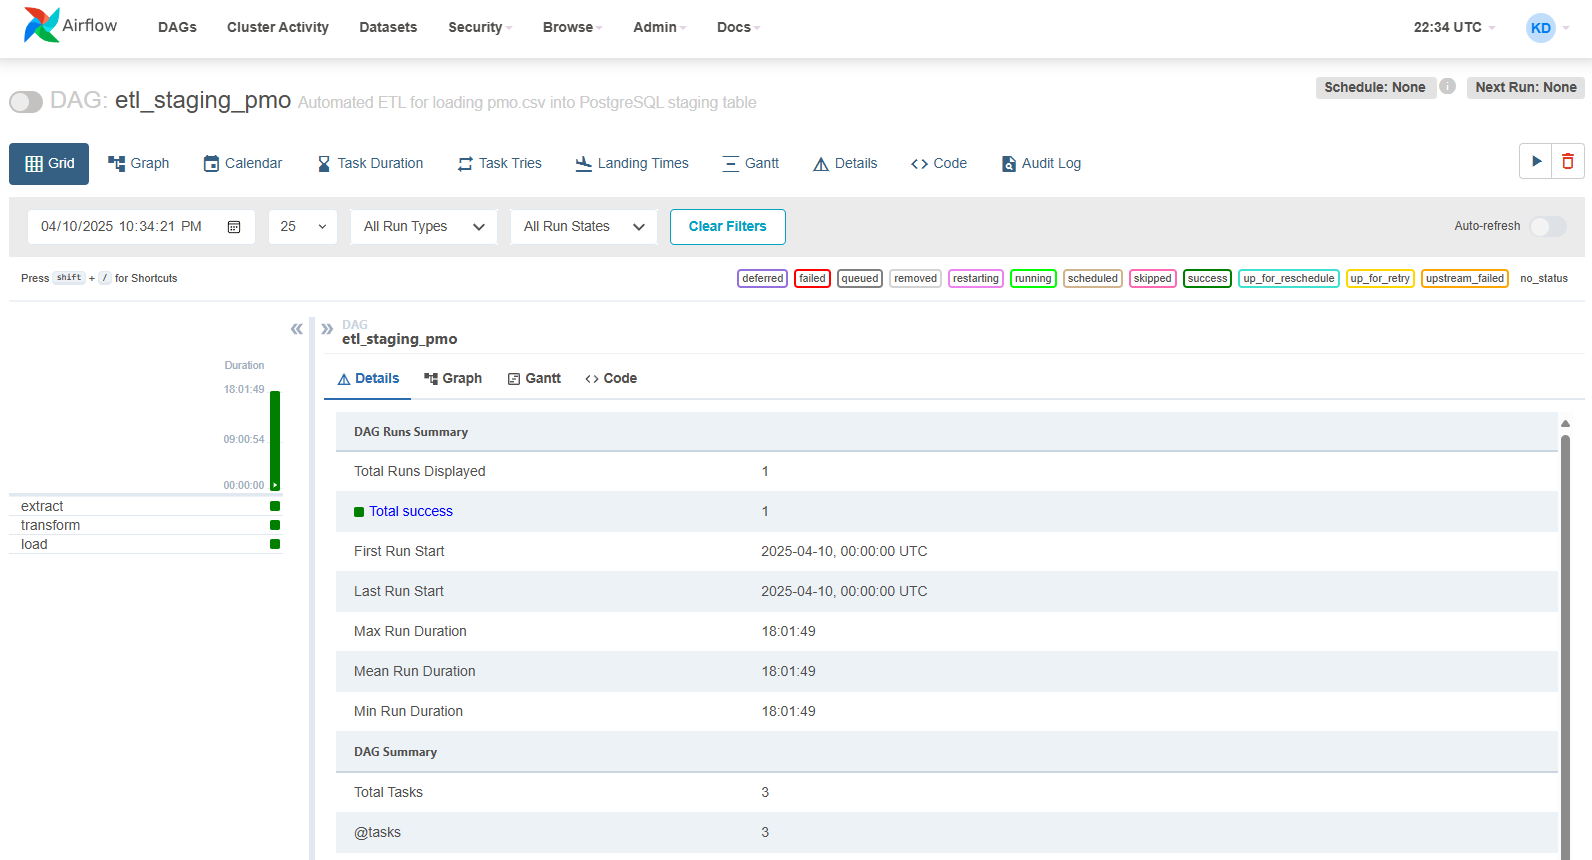 Airflow
DAGs Cluster Activity Datasets Security Browse Admin Docs 22:34 UTC KD
DAG: etl_staging_pmo Automated ETL for loading pmo.csv into PostgreSQL staging table Schedule: None i Next Run: None
Grid Graph Calendar Task Duration Task Tries Landing Times Gantt Details Code Audit Log
04/10/2025 10:34:21 PM 25 All Run Types All Run States Clear Filters Auto-refresh
Press shift + / for Shortcuts deferred failed queued removed restarting running scheduled skipped success up_for_reschedule up_for_retry upstream_failed no_status
DAG
etl_staging_pmo
Duration
18:01:49
09:00:54
00:00:00
extract
transform
load
Details Graph Gantt Code
DAG Runs Summary
Total Runs Displayed 1
Total success 1
First Run Start 2025-04-10, 00:00:00 UTC
Last Run Start 2025-04-10, 00:00:00 UTC
Max Run Duration 18:01:49
Mean Run Duration 18:01:49
Min Run Duration 18:01:49
DAG Summary
Total Tasks 3
@tasks 3